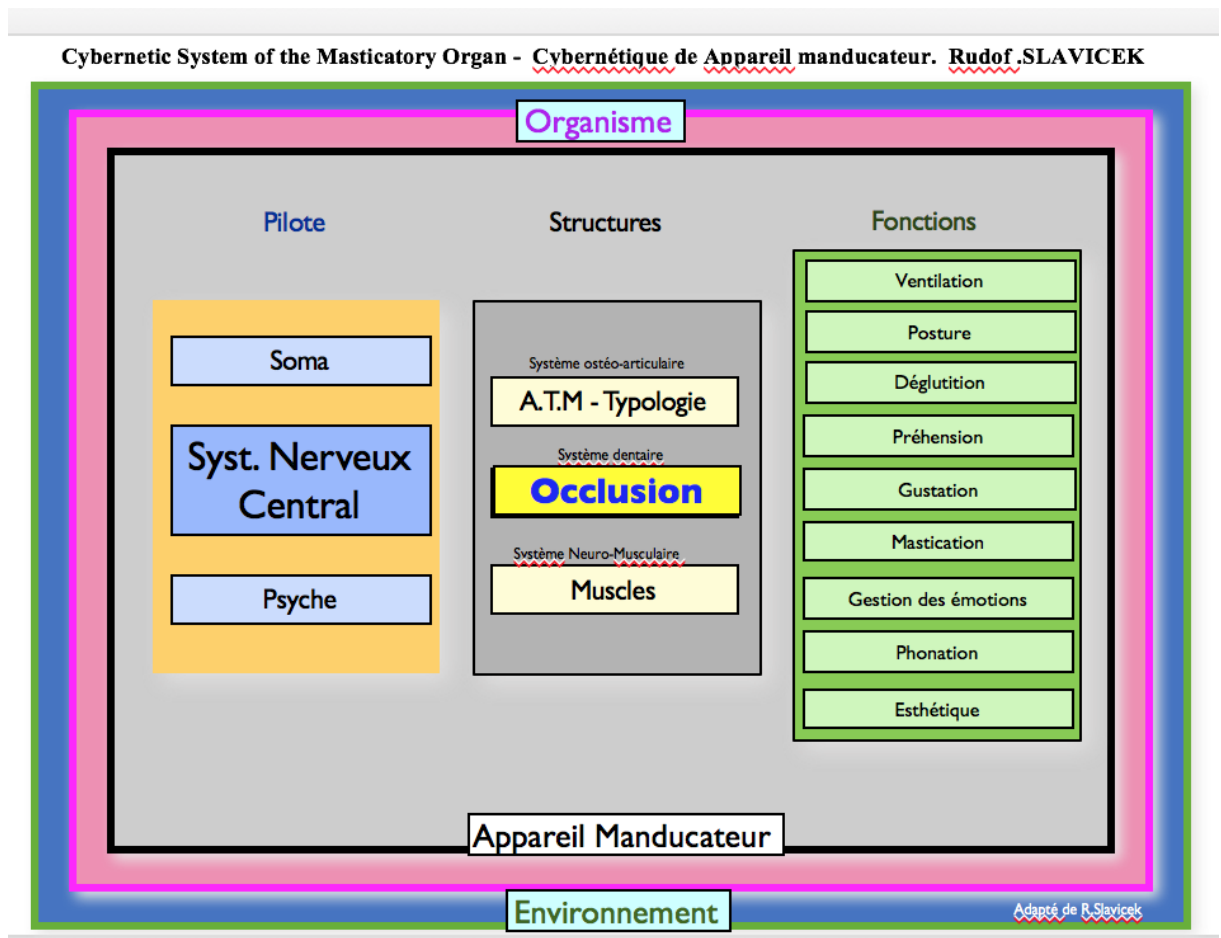 Cybernetic System of the Masticatory Organ - Cybernétique de Appareil manducateur. Rudof .SLAVICEK
Organisme
Pilote
Structures
Fonctions
Soma
Syst. Nerveux
Central
Psyche
Système ostéo-articulaire
A.T.M - Typologie
Système dentaire
Occlusion
Système Neuro-Musculaire
Muscles
Ventilation
Posture
Déglutition
Préhension
Gustation
Mastication
Gestion des émotions
Phonation
Esthétique
Appareil Manducateur
Environnement
Adapté de R.Slavicek